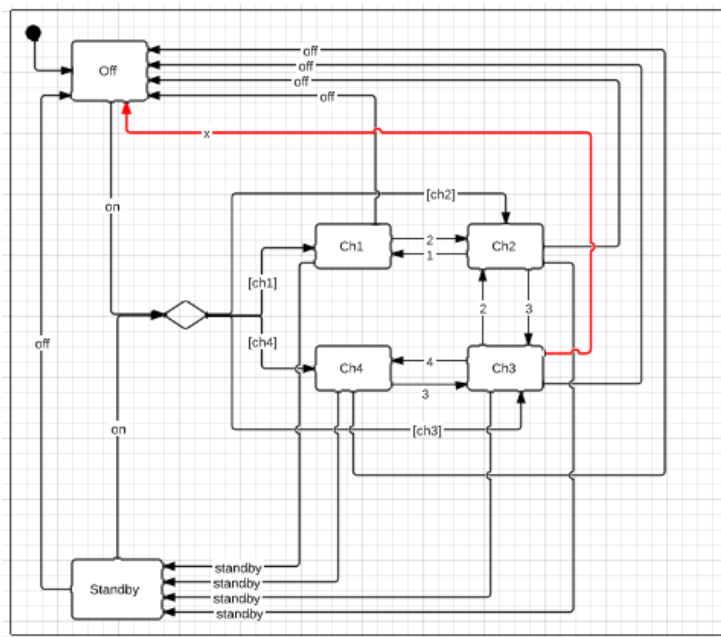 off
Off
off
off
off
x
[ch2]
on
Ch1
2
Ch2
1
[ch1]
2
3
off
[ch4]
Ch4
4
Ch3
3
on
[ch3]
standby
Standby
standby
standby
standby